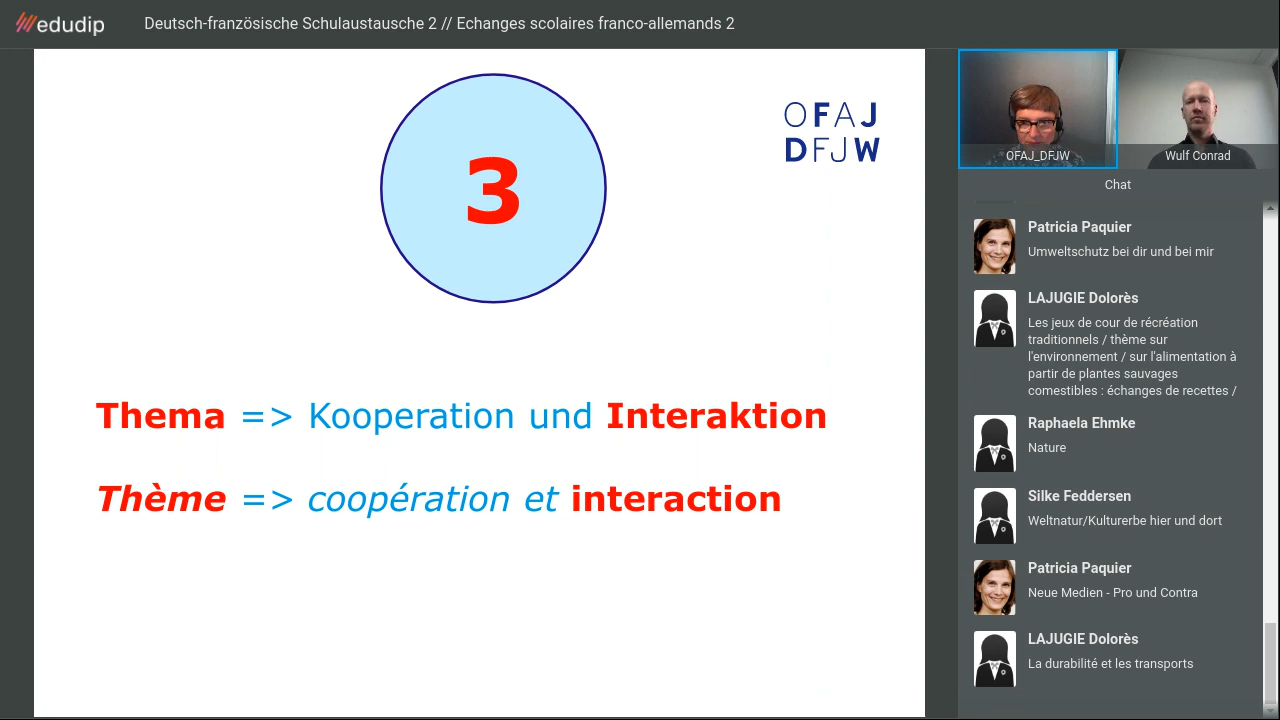 edudip
Deutsch-französische Schulaustausche 2 // Echanges scolaires franco-allemands 2
3
OFAJ
DFJW
Thema => Kooperation und Interaktion
Thème => coopération et interaction
OFAJ_DFJW
Wulf Conrad
Chat
Patricia Paquier
Umweltschutz bei dir und bei mir
LAJUGIE Dolorès
Les jeux de cour de récréation
traditionnels / thème sur
l'environnement / sur l'alimentation à
partir de plantes sauvages
comestibles : échanges de recettes /
Raphaela Ehmke
Nature
Silke Feddersen
Weltnatur/Kulturerbe hier und dort
Patricia Paquier
Neue Medien - Pro und Contra
LAJUGIE Dolorès
La durabilité et les transports